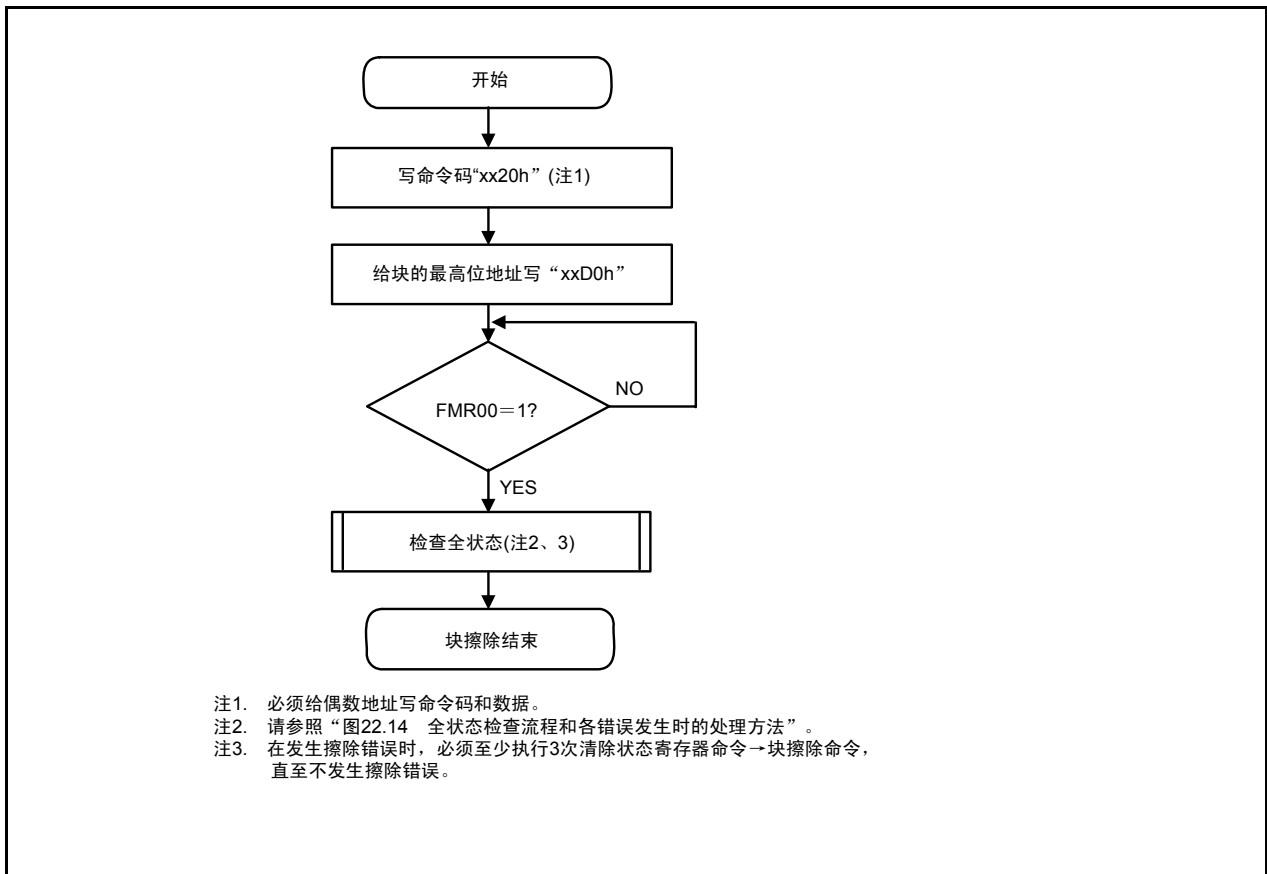 开始
写命令码“xx20h” (注1)
给块的最高位地址写“xxD0h”
FMR00＝1?
NO
YES
检查全状态(注2、3)
块擦除结束
注1. 必须给偶数地址写命令码和数据。
注2. 请参照“图22.14 全状态检查流程和各错误发生时的处理方法”。
注3. 在发生擦除错误时，必须至少执行3次清除状态寄存器命令→块擦除命令，
直至不发生擦除错误。